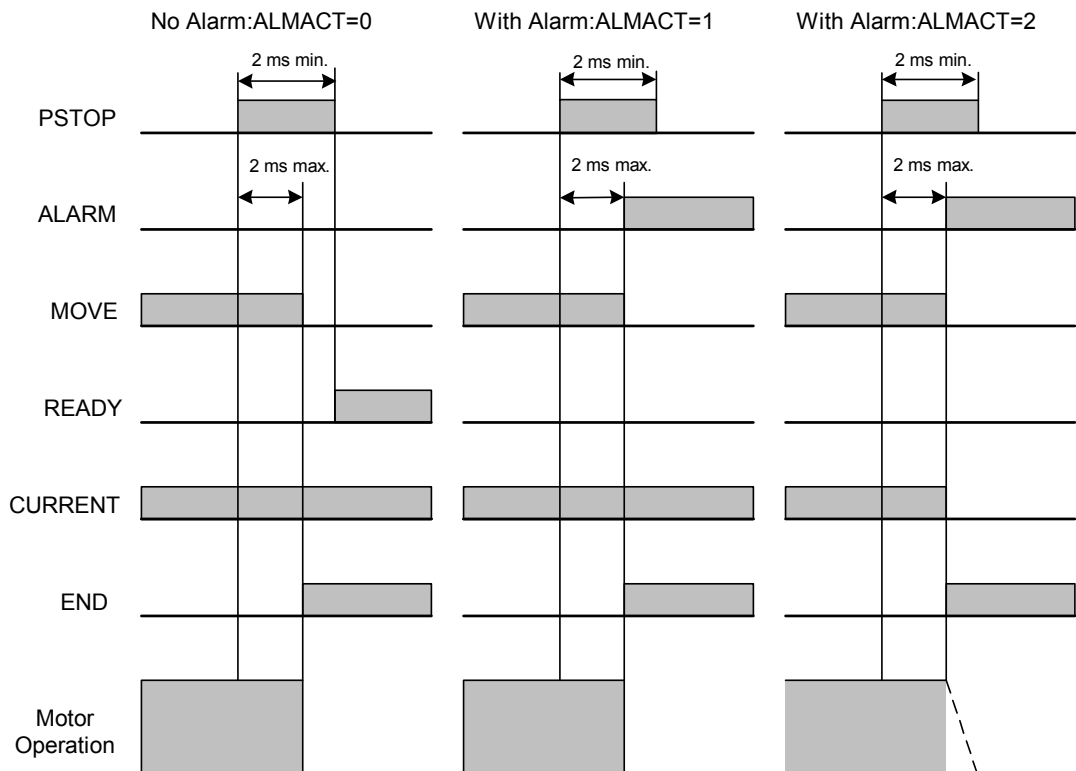 No Alarm:ALMACT=0
With Alarm:ALMACT=1
With Alarm:ALMACT=2
2 ms min.
2 ms min.
2 ms min.
PSTOP
2 ms max.
2 ms max.
2 ms max.
ALARM
MOVE
READY
CURRENT
END
Motor
Operation